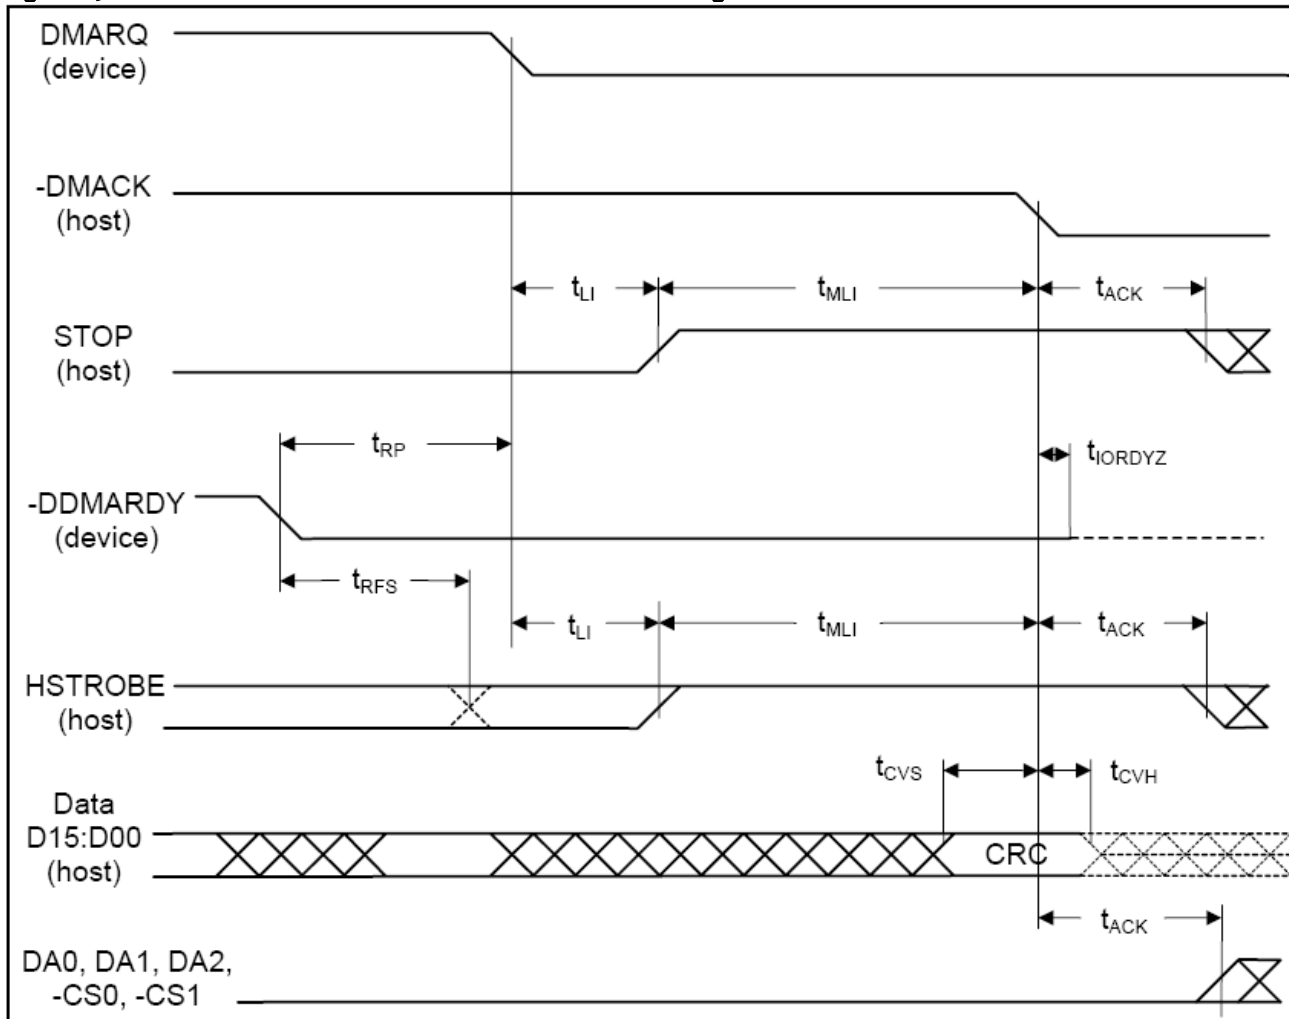 DMARQ
(device)
-DMACK
(host)
tLI
tMLI
tACK
STOP
(host)
tRP
tIORDYZ
-DDMARDY
(device)
tRFS
tLI
tMLI
tACK
HSTROBE
(host)
tCVS
tCVH
Data
D15:D00
(host)
CRC
tACK
DA0, DA1, DA2,
-CS0, -CS1